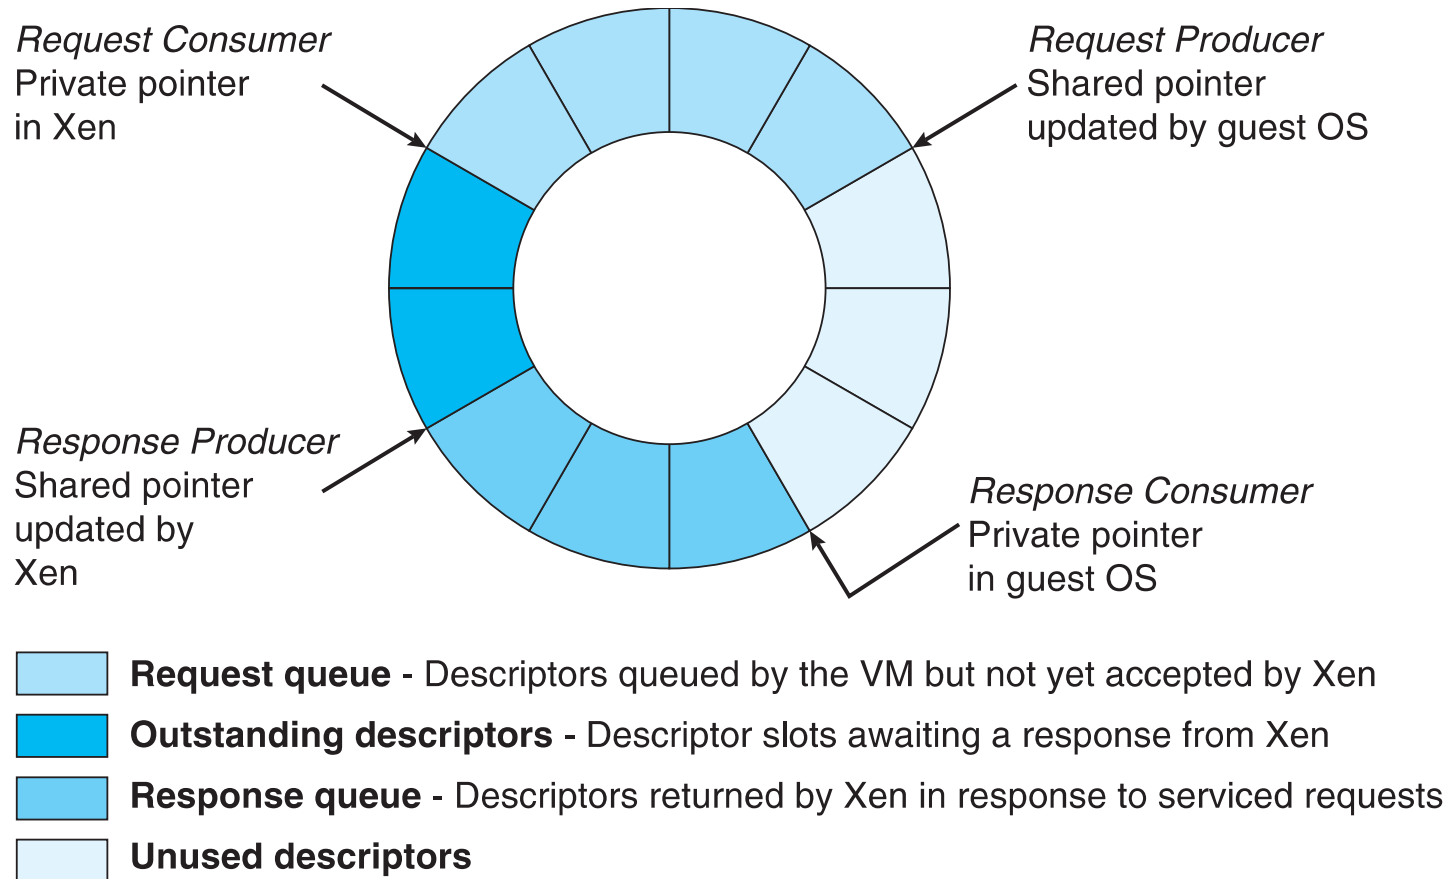 Request Consumer
Private pointer
in Xen
Request Producer
Shared pointer
updated by guest OS
Response Producer
Shared pointer
updated by
Xen
Response Consumer
Private pointer
in guest OS
Request queue - Descriptors queued by the VM but not yet accepted by Xen
Outstanding descriptors - Descriptor slots awaiting a response from Xen
Response queue - Descriptors returned by Xen in response to serviced requests
Unused descriptors